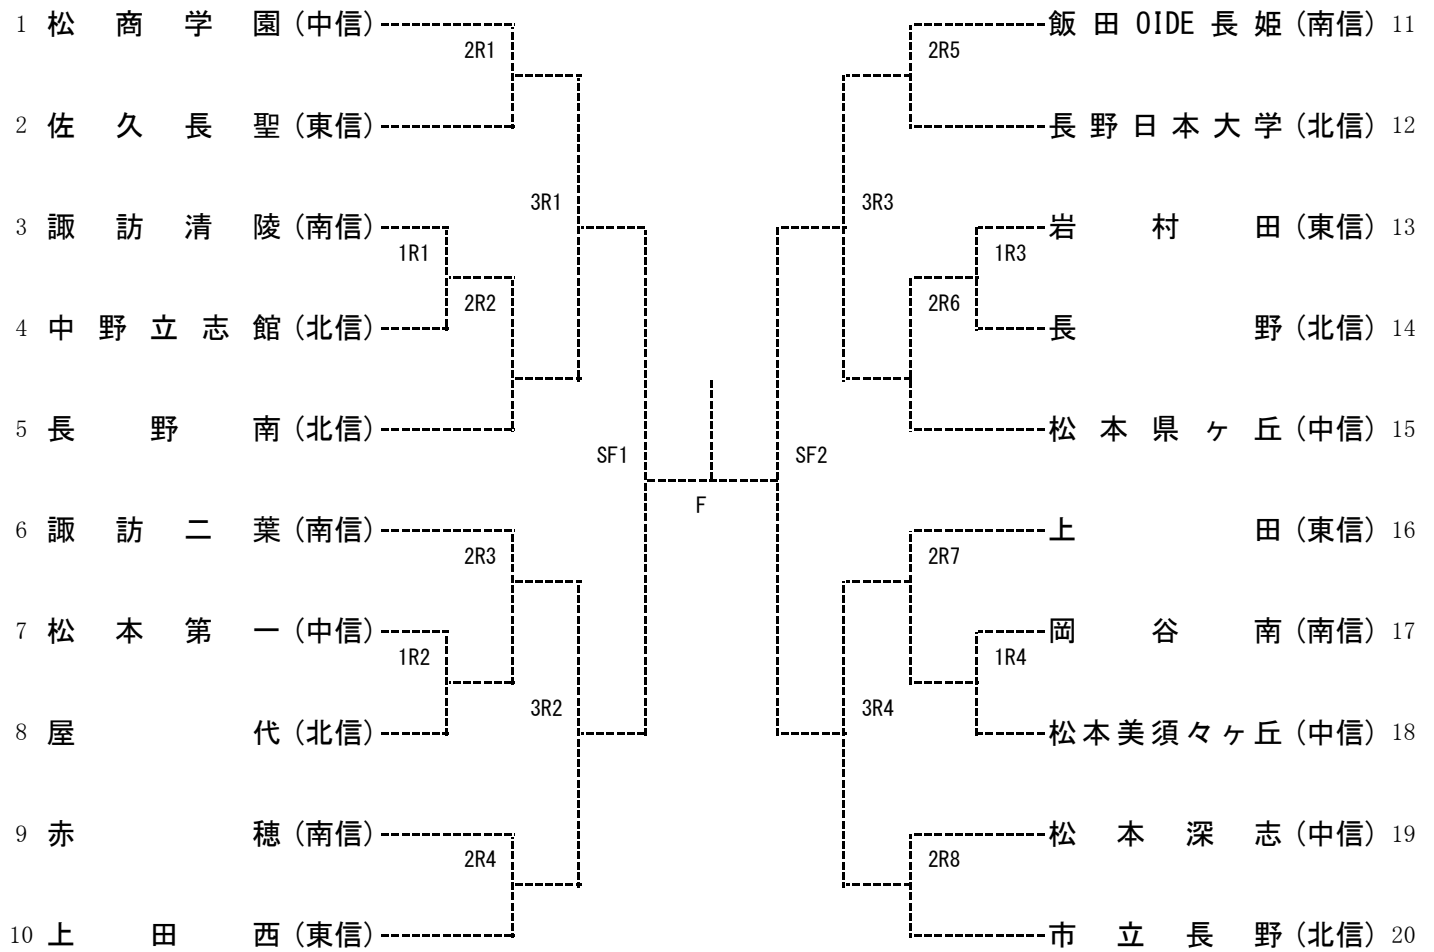 1 松商学園(中信)
2R1
2 佐久長聖(東信)
3R1
3 諏訪清陵(南信)
1R1
2R2
4 中野立志館(北信)
5 長野南(北信)
SF1
6 諏訪二葉(南信)
2R3
7 松本第一(中信)
1R2
3R2
8 屋代(北信)
9 赤穂(南信)
2R4
10 上田西(東信)
F
飯田OIDE長姫(南信) 11
2R5
長野日本大学(北信) 12
3R3
岩村田(東信) 13
1R3
2R6
長野(北信) 14
松本県ヶ丘(中信) 15
SF2
上田(東信) 16
2R7
岡谷南(南信) 17
1R4
3R4
松本美須々ヶ丘(中信) 18
松本深志(中信) 19
2R8
市立長野(北信) 20